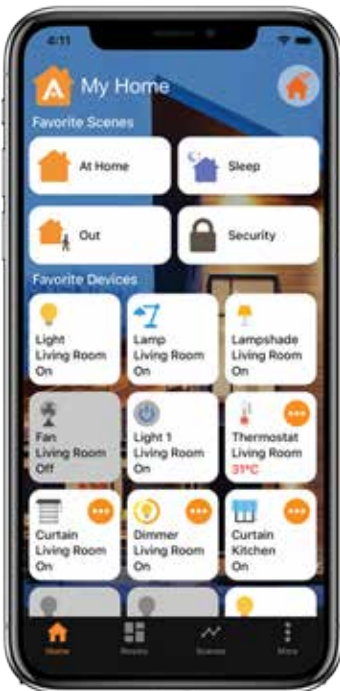 4:11
My Home
Favorite Scenes
At Home
Sleep
Out
Security
Favorite Devices
Light
Living Room
On
Lamp
Living Room
On
Lampshade
Living Room
On
Fan
Living Room
Off
Light 1
Living Room
On
Thermostat
Living Room
31°C
Curtain
Living Room
On
Dimmer
Living Room
On
Curtain
Kitchen
On
Home
Rooms
Scenes
More